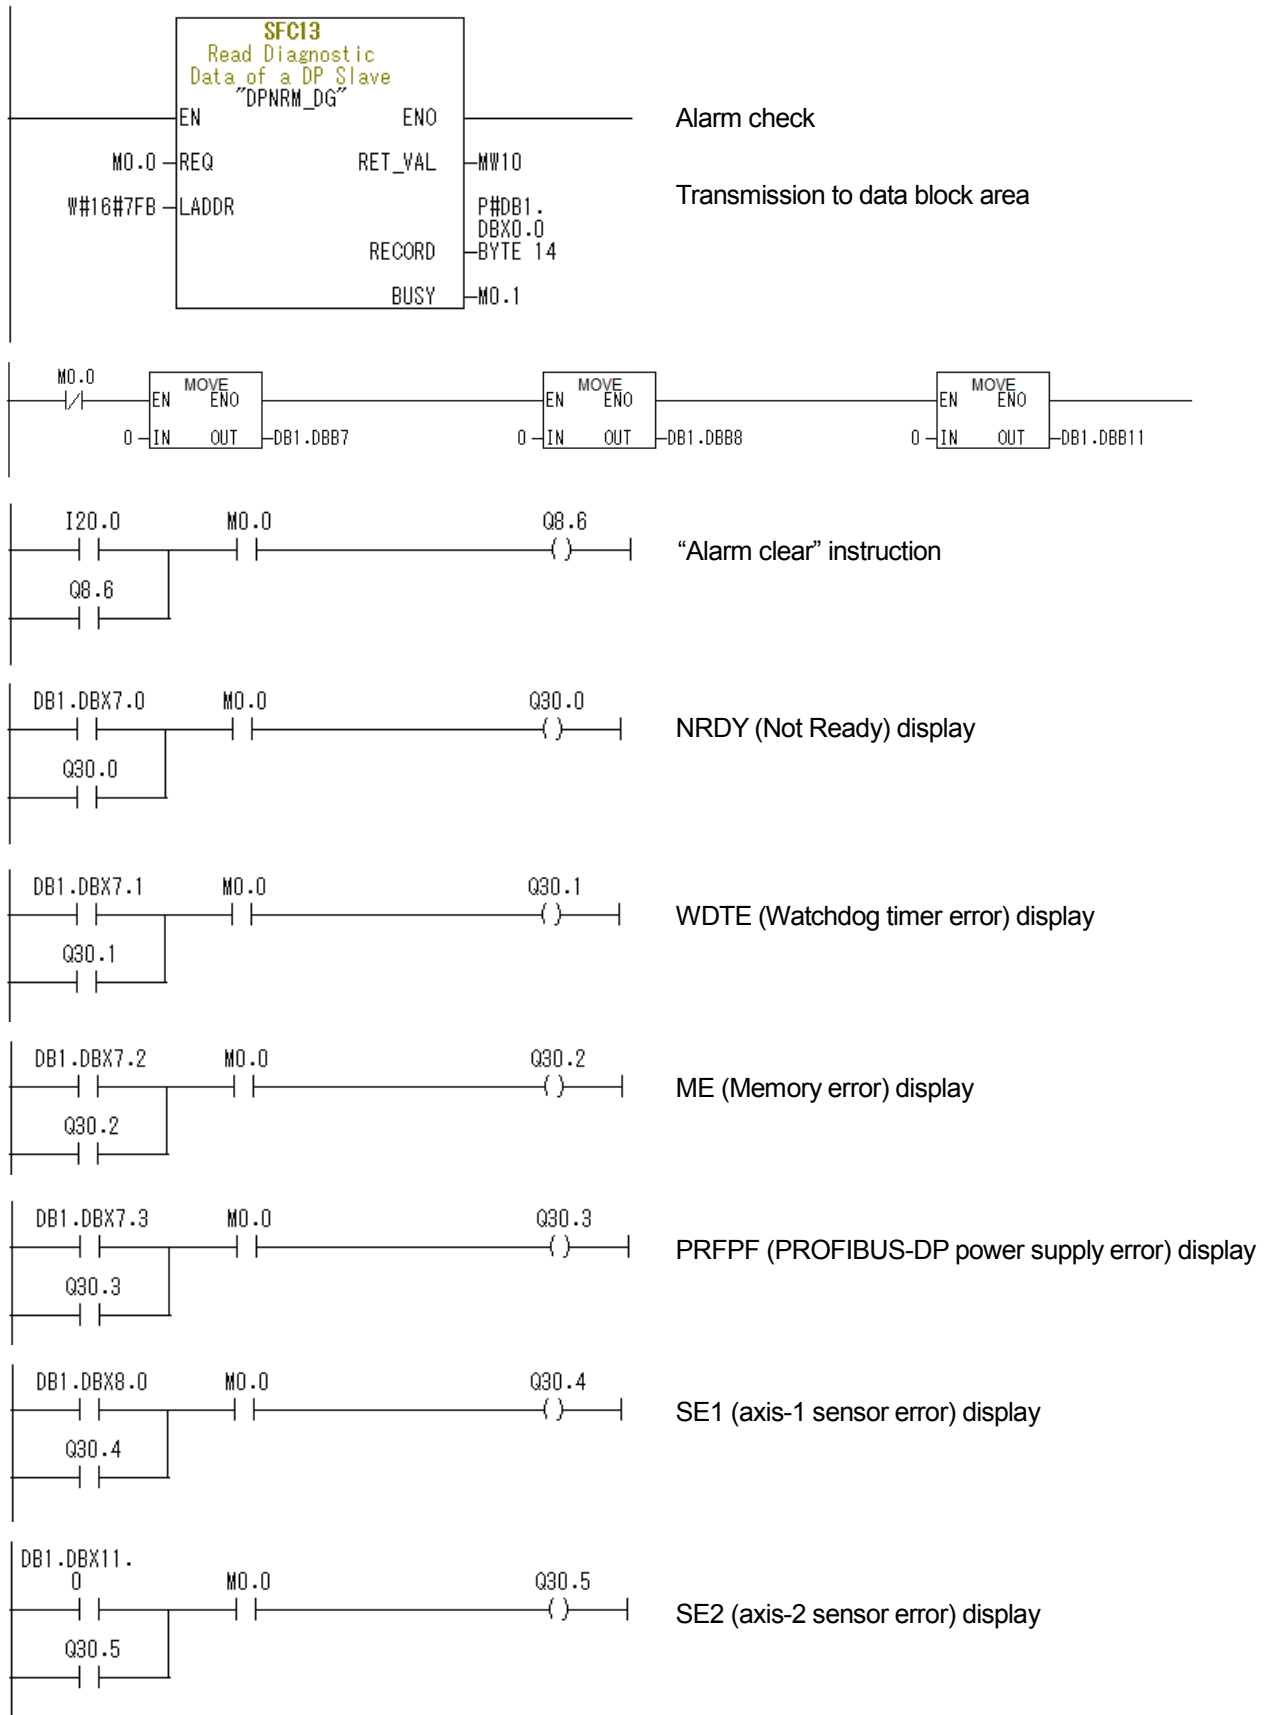 SFC13
Read Diagnostic
Data of a DP Slave
"DPNRM_DG"
EN ENO
Alarm check
M0.0 REQ RET_VAL MW10
W#16#7FB LADDR
Transmission to data block area
P#DB1.
DBX0.0
RECORD BYTE 14
BUSY M0.1
M0.0
MOVE MOVE MOVE
EN ENO EN ENO EN ENO
0 IN OUT DB1.DBB7 0 IN OUT DB1.DBB8 0 IN OUT DB1.DBB11
I20.0 M0.0 Q8.6
“Alarm clear” instruction
Q8.6
DB1.DBX7.0 M0.0 Q30.0
NRDY (Not Ready) display
Q30.0
DB1.DBX7.1 M0.0 Q30.1
WDTE (Watchdog timer error) display
Q30.1
DB1.DBX7.2 M0.0 Q30.2
ME (Memory error) display
Q30.2
DB1.DBX7.3 M0.0 Q30.3
PRFPF (PROFIBUS-DP power supply error) display
Q30.3
DB1.DBX8.0 M0.0 Q30.4
SE1 (axis-1 sensor error) display
Q30.4
DB1.DBX11.
0 M0.0 Q30.5
SE2 (axis-2 sensor error) display
Q30.5